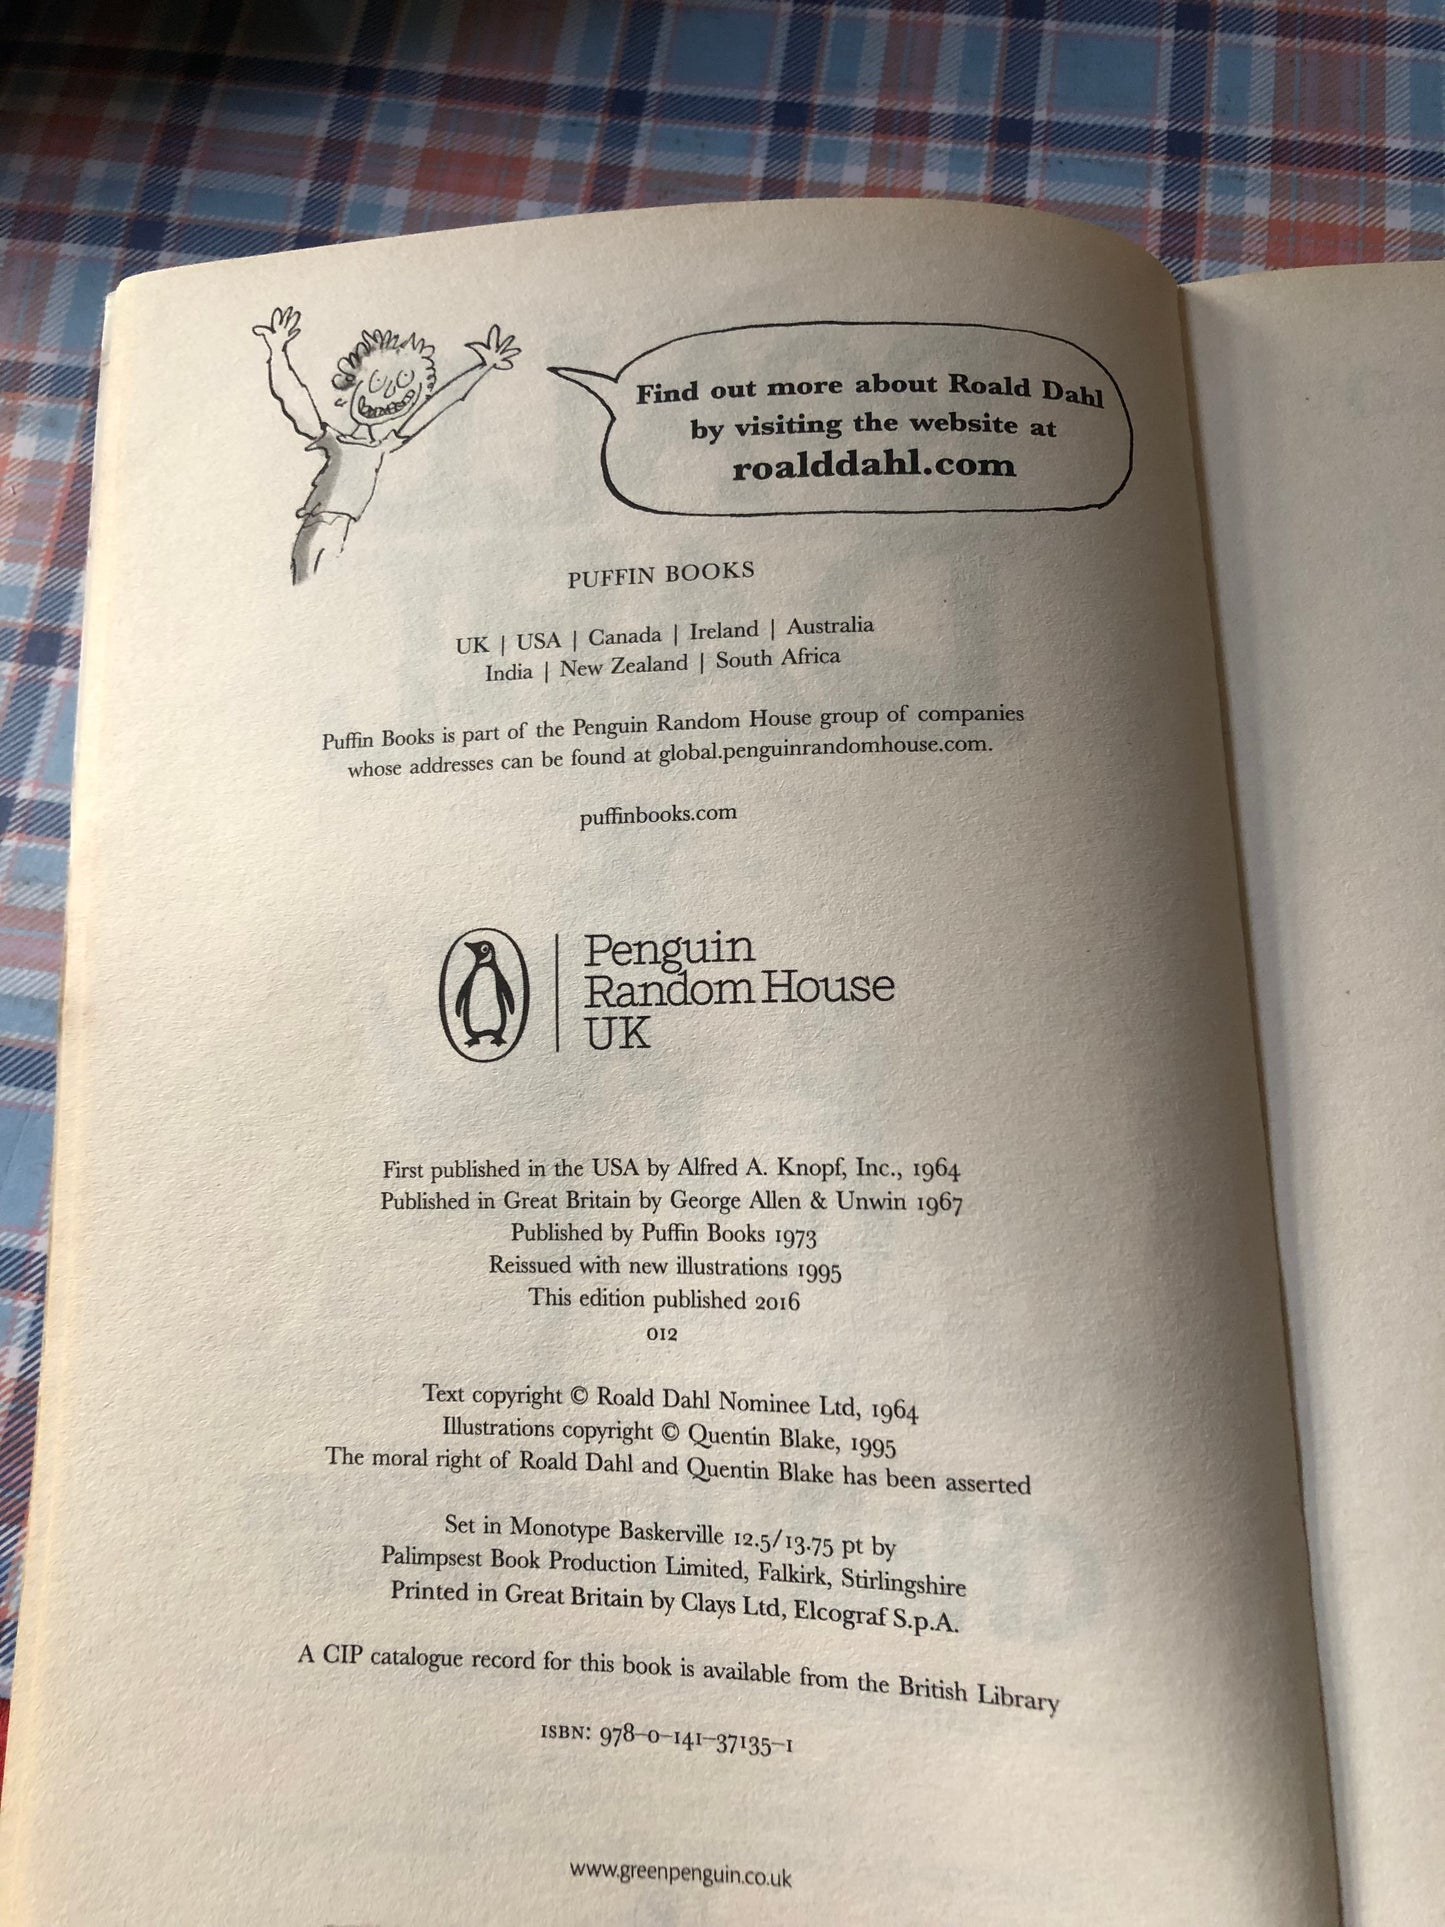 Find out more about Roald Dahl
by visiting the website at
roalddahl.com
PUFFIN BOOKS
UK | USA | Canada | Ireland | Australia
India | New Zealand | South Africa
Puffin Books is part of the Penguin Random House group of companies
whose addresses can be found at global.penguinrandomhouse.com.
puffinbooks.com
Penguin
Random House
UK
First published in the USA by Alfred A. Knopf, Inc., 1964
Published in Great Britain by George Allen & Unwin 1967
Published by Puffin Books 1973
Reissued with new illustrations 1995
This edition published 2016
012
Text copyright © Roald Dahl Nominee Ltd, 1964
Illustrations copyright © Quentin Blake, 1995
The moral right of Roald Dahl and Quentin Blake has been asserted
Set in Monotype Baskerville 12.5/13.75 pt by
Palimpsest Book Production Limited, Falkirk, Stirlingshire
Printed in Great Britain by Clays Ltd, Elcograf S.p.A.
A CIP catalogue record for this book is available from the British Library
ISBN: 978–0–141–37135–1
www.greenpenguin.co.uk